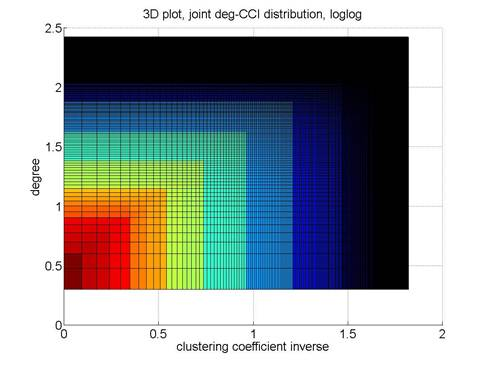 3D plot, joint deg-CCI distribution, loglog
2.5
2
1.5
1
0.5
0
degree
0 0.5 1 1.5 2
clustering coefficient inverse